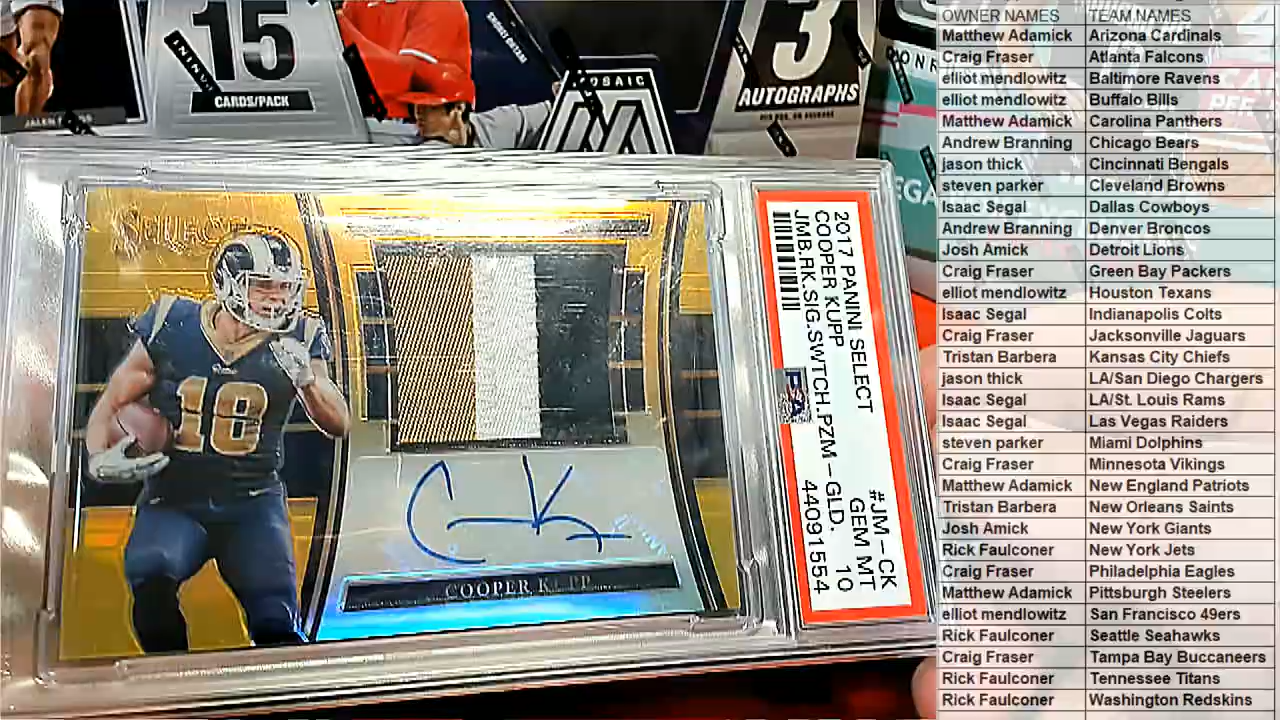 15
CARDS/PACK
PANINI
MOSAIC
3
AUTOGRAPHS
SELECT
18
COOPER KUPP
2017 PANINI SELECT
COOPER KUPP
JMB.RK.SIG.SWTCH.PZM-GLD.
#JM-CK
GEM MT
10
44091554
PSA
OWNER NAMES TEAM NAMES
Matthew Adamick Arizona Cardinals
Craig Fraser Atlanta Falcons
elliot mendlowitz Baltimore Ravens
elliot mendlowitz Buffalo Bills
Matthew Adamick Carolina Panthers
Andrew Branning Chicago Bears
jason thick Cincinnati Bengals
steven parker Cleveland Browns
Isaac Segal Dallas Cowboys
Andrew Branning Denver Broncos
Josh Amick Detroit Lions
Craig Fraser Green Bay Packers
elliot mendlowitz Houston Texans
Isaac Segal Indianapolis Colts
Craig Fraser Jacksonville Jaguars
Tristan Barbera Kansas City Chiefs
jason thick LA/San Diego Chargers
Isaac Segal LA/St. Louis Rams
Isaac Segal Las Vegas Raiders
steven parker Miami Dolphins
Craig Fraser Minnesota Vikings
Matthew Adamick New England Patriots
Tristan Barbera New Orleans Saints
Josh Amick New York Giants
Rick Faulconer New York Jets
Craig Fraser Philadelphia Eagles
Matthew Adamick Pittsburgh Steelers
elliot mendlowitz San Francisco 49ers
Rick Faulconer Seattle Seahawks
Craig Fraser Tampa Bay Buccaneers
Rick Faulconer Tennessee Titans
Rick Faulconer Washington Redskins